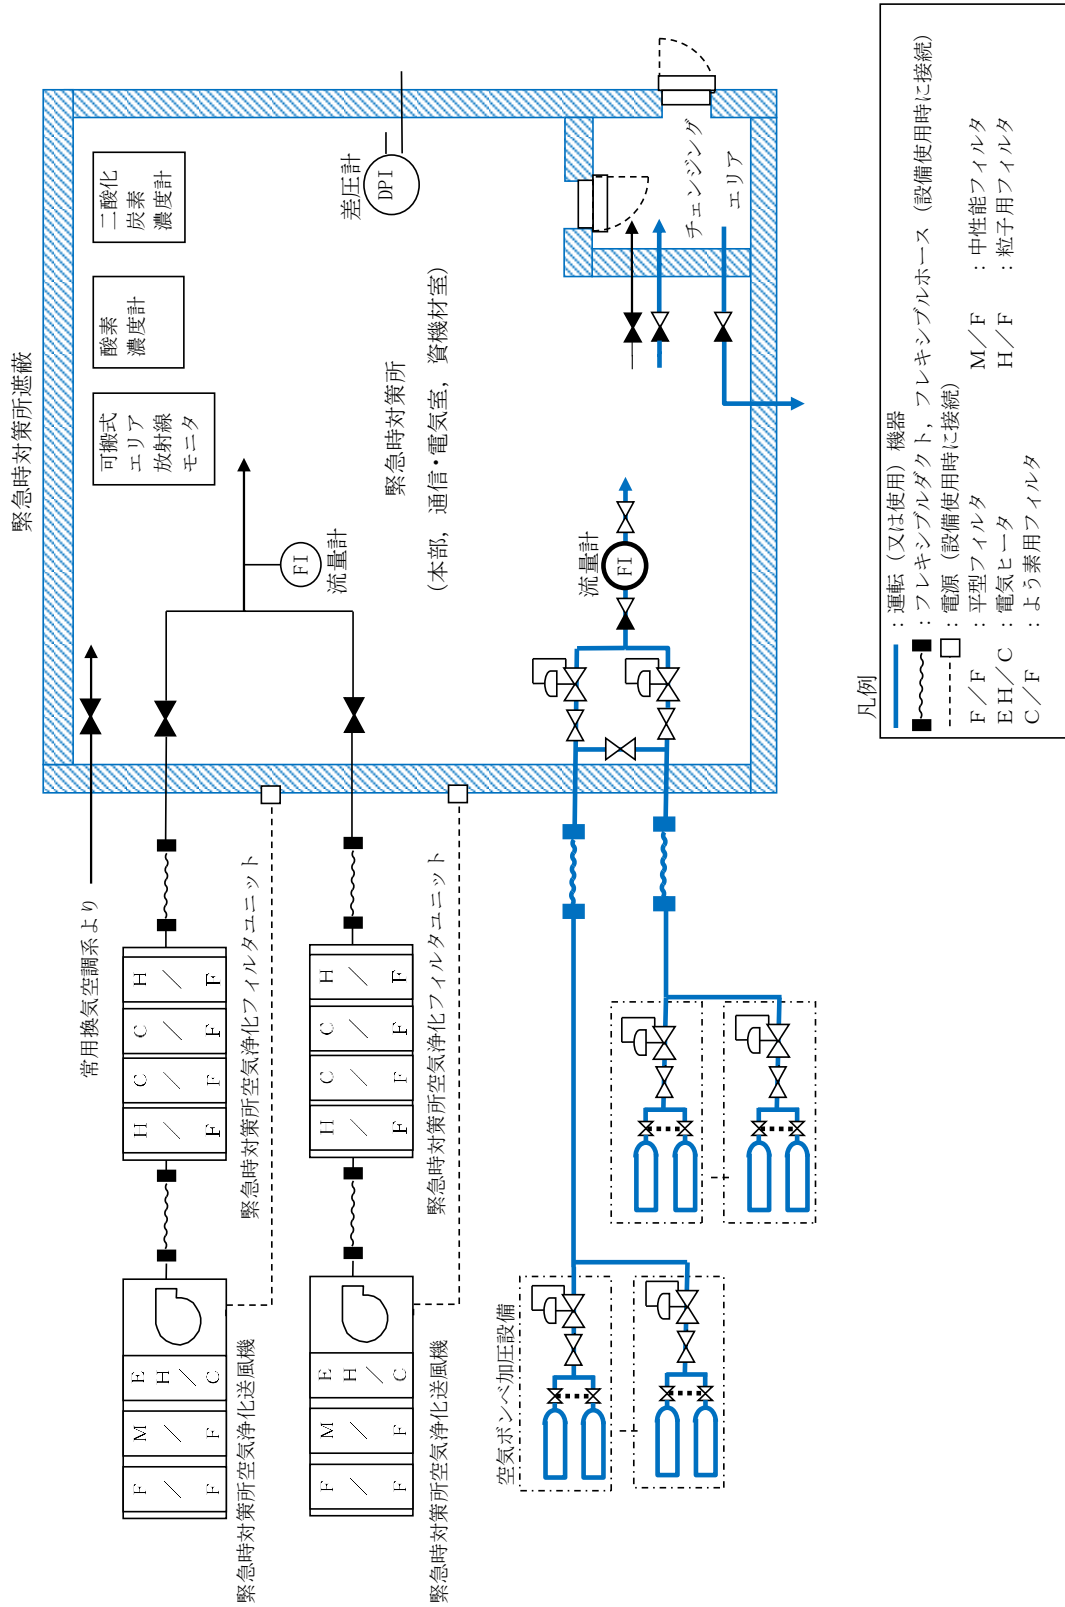 緊急時対策所遮蔽
二酸化
炭素
濃度計
酸素
濃度計
可搬式
エリア
放射線
モニタ
差圧計
DPI
緊急時対策所
(本部, 通信・電気室, 資機材室)
チェンジング
エリア
FI
流量計
流量計
FI
常用換気空調系より
H/F
C/F
C/F
H/F
緊急時対策所空気浄化フィルタユニット
H/F
C/F
C/F
H/F
緊急時対策所空気浄化フィルタユニット
F/F
M/F
EH/C
緊急時対策所空気浄化送風機
F/F
M/F
EH/C
緊急時対策所空気浄化送風機
空気ボンベ加圧設備
凡例
：運転（又は使用）機器
：フレキシブルダクト, フレキシブルホース（設備使用時に接続）
：電源（設備使用時に接続）
F／F ：平型フィルタ M／F ：中性能フィルタ
EH／C ：電気ヒータ H／F ：粒子用フィルタ
C／F ：よう素用フィルタ